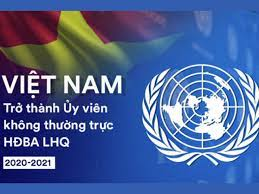 VIỆT NAM
Trở thành Ủy viên
không thường trực
HĐBA LHQ
2020-2021